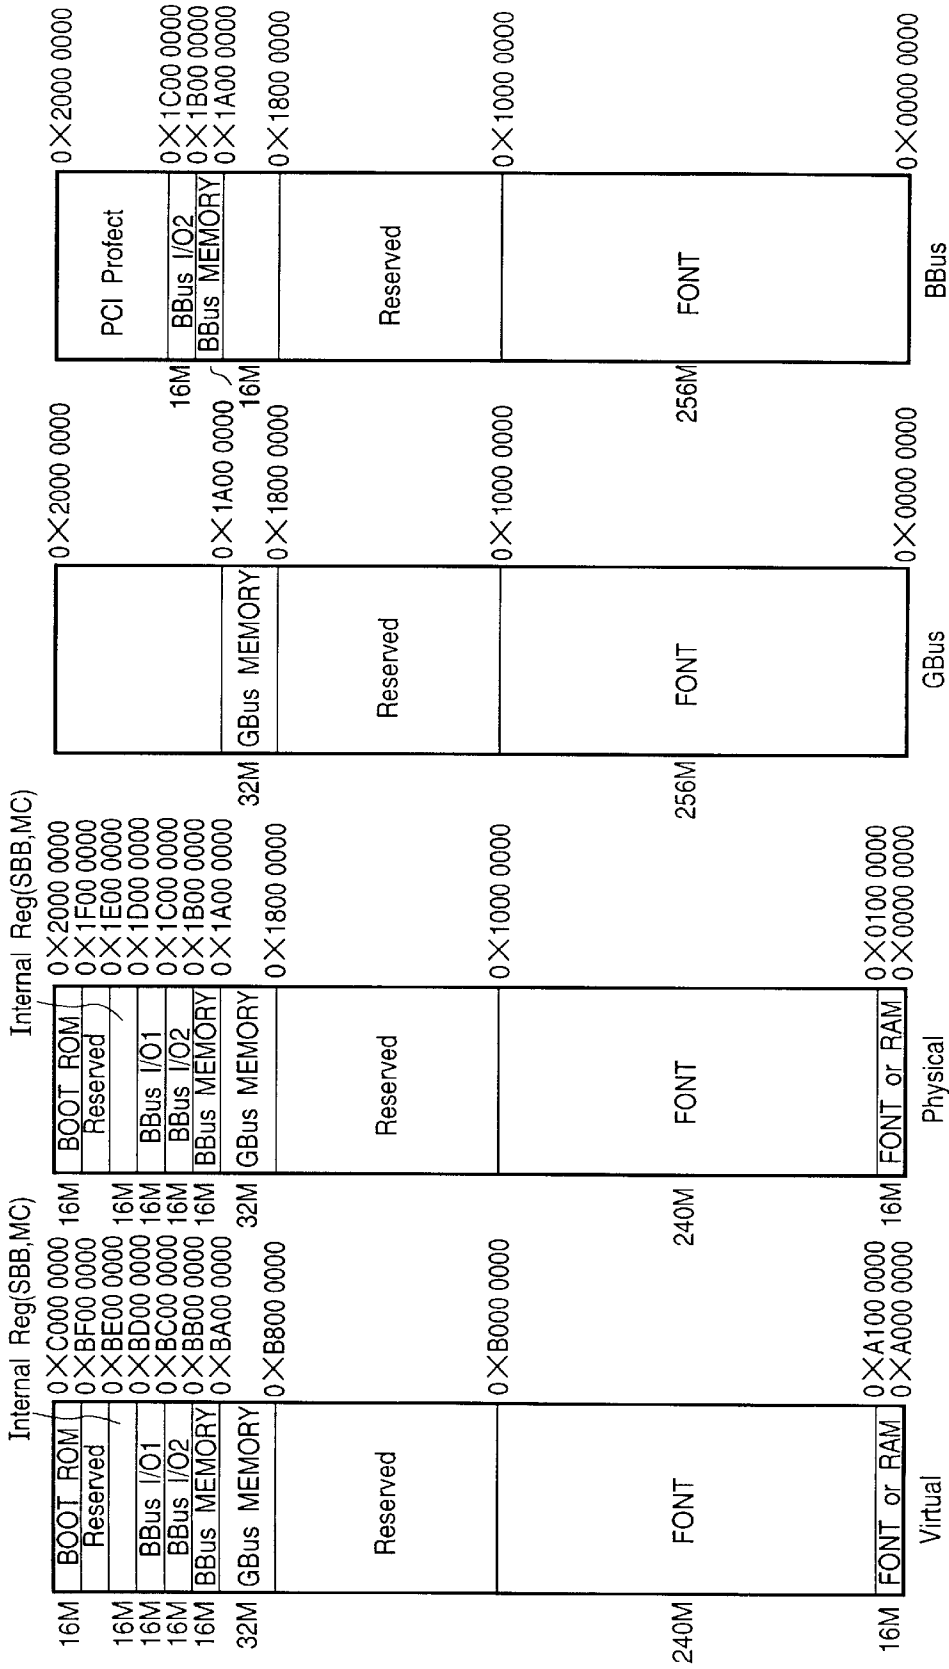 Internal Reg(SBB,MC)
16M BOOT ROM 0×C000 0000
Reserved 0×BF00 0000
16M 0×BE00 0000
16M BBus I/O1 0×BD00 0000
16M BBus I/O2 0×BC00 0000
16M BBus MEMORY 0×BB00 0000
32M GBus MEMORY 0×BA00 0000
0×B800 0000
Reserved
0×B000 0000
240M FONT
0×A100 0000
16M FONT or RAM 0×A000 0000
Virtual
Internal Reg(SBB,MC)
0×2000 0000
16M BOOT ROM 0×1F00 0000
Reserved 0×1E00 0000
16M 0×1D00 0000
16M BBus I/O1 0×1C00 0000
16M BBus I/O2 0×1B00 0000
16M BBus MEMORY 0×1A00 0000
32M GBus MEMORY
0×1800 0000
Reserved
0×1000 0000
240M FONT
0×0100 0000
16M FONT or RAM 0×0000 0000
Physical
0×2000 0000
0×1A00 0000
32M GBus MEMORY
0×1800 0000
Reserved
0×1000 0000
256M FONT
0×0000 0000
GBus
0×2000 0000
PCI Profect
0×1C00 0000
16M BBus I/O2 0×1B00 0000
BBus MEMORY 0×1A00 0000
16M
0×1800 0000
Reserved
0×1000 0000
256M FONT
0×0000 0000
BBus